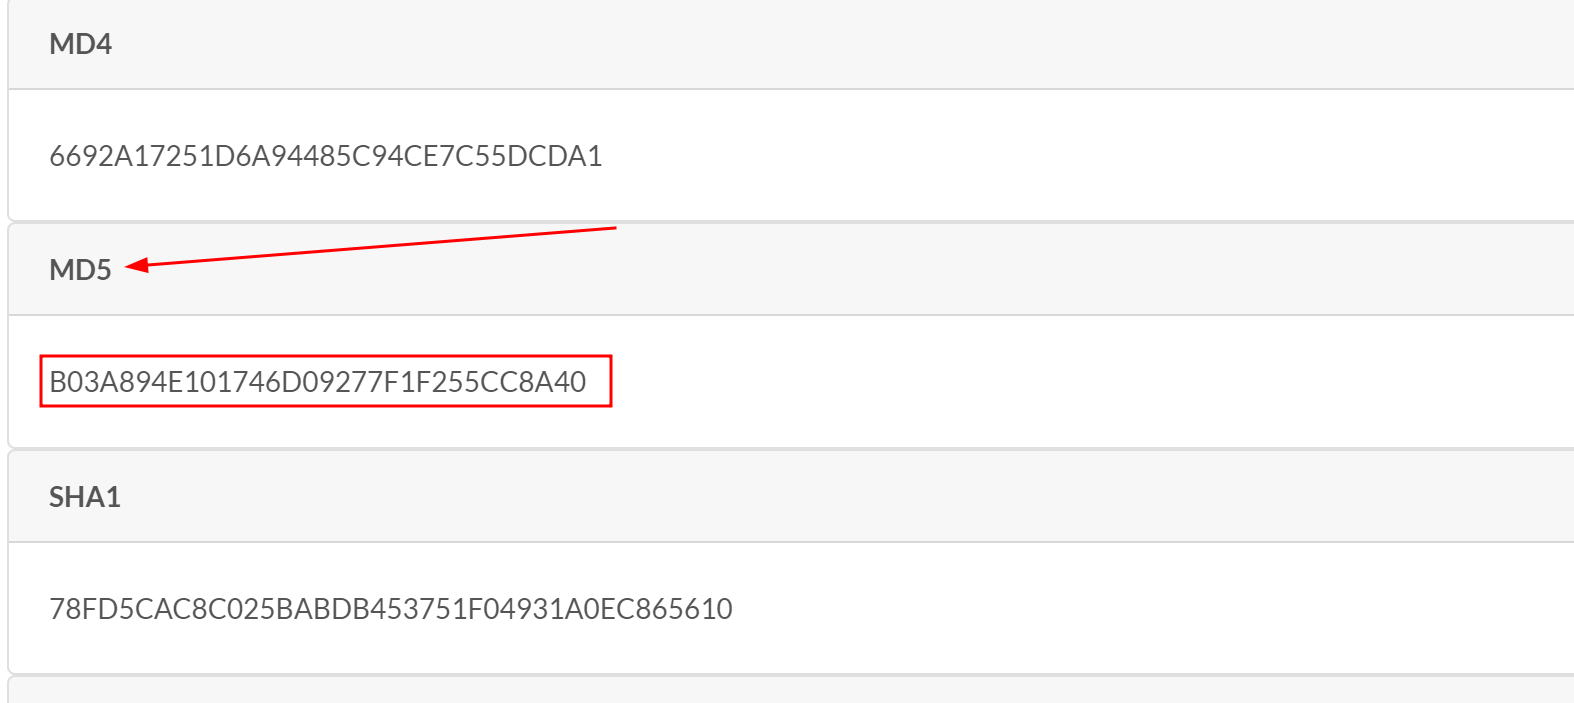 MD4
6692A17251D6A94485C94CE7C55DCDA1
MD5
B03A894E101746D09277F1F255CC8A40
SHA1
78FD5CAC8C025BABDB453751F04931A0EC865610